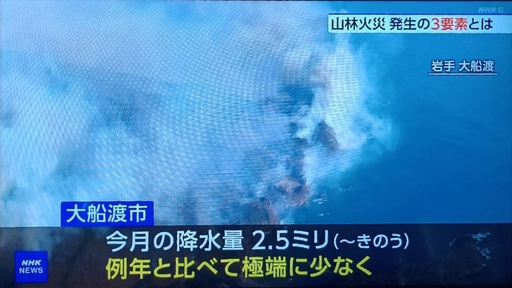 NHK G
山林火災 発生の3要素とは
岩手 大船渡
大船渡市
今月の降水量 2.5ミリ(～きのう)
例年と比べて極端に少なく
NHK
NEWS